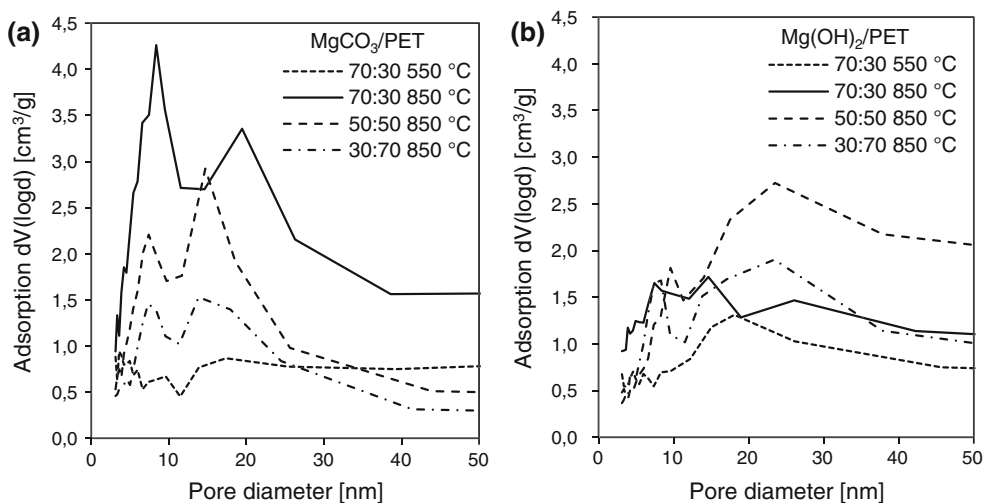 (a)
MgCO3/PET
70:30 550 °C
70:30 850 °C
50:50 850 °C
30:70 850 °C
Adsorption dV(logd) [cm³/g]
4,5
4,0
3,5
3,0
2,5
2,0
1,5
1,0
0,5
0,0
0 10 20 30 40 50
Pore diameter [nm]
(b)
Mg(OH)2/PET
70:30 550 °C
70:30 850 °C
50:50 850 °C
30:70 850 °C
Adsorption dV(logd) [cm³/g]
4,5
4,0
3,5
3,0
2,5
2,0
1,5
1,0
0,5
0,0
0 10 20 30 40 50
Pore diameter [nm]